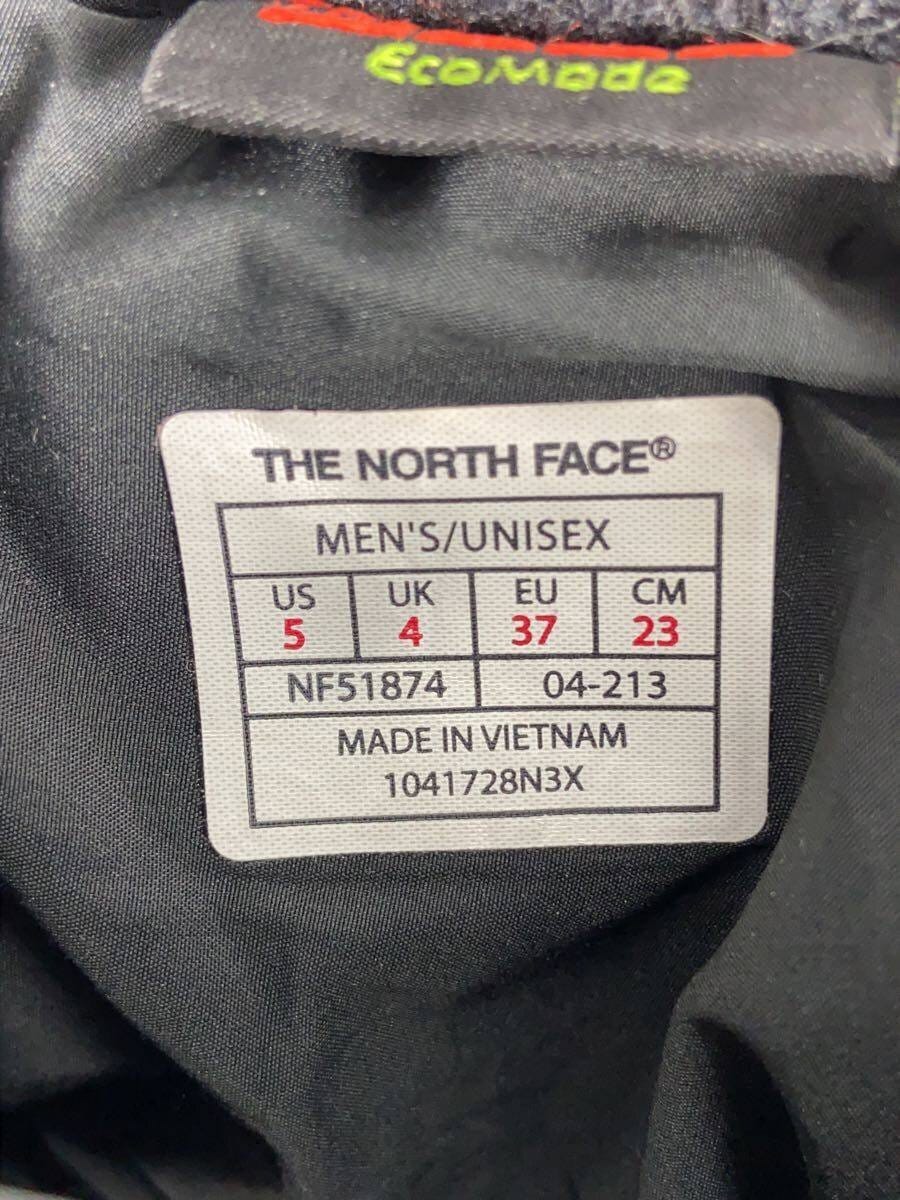 EcoMade
THE NORTH FACE®
MEN'S/UNISEX
US UK EU CM
5 4 37 23
NF51874 04-213
MADE IN VIETNAM
1041728N3X